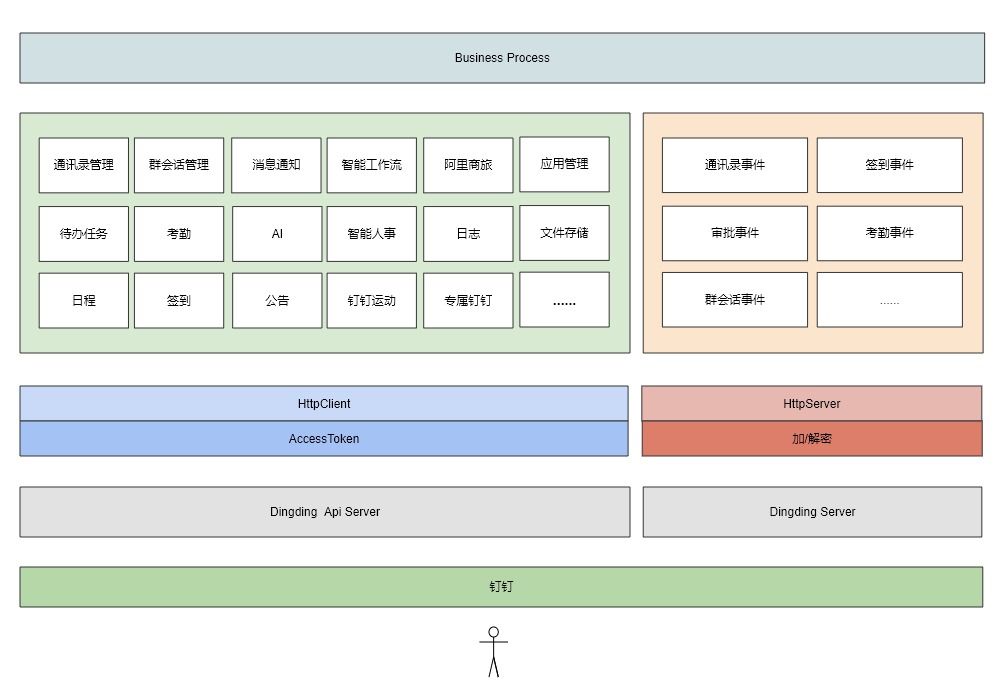 Business Process
通讯录管理
群会话管理
消息通知
智能工作流
阿里商旅
应用管理
待办任务
考勤
AI
智能人事
日志
文件存储
日程
签到
公告
钉钉运动
专属钉钉
......
通讯录事件
签到事件
审批事件
考勤事件
群会话事件
......
HttpClient
AccessToken
HttpServer
加/解密
Dingding  Api Server
Dingding Server
钉钉